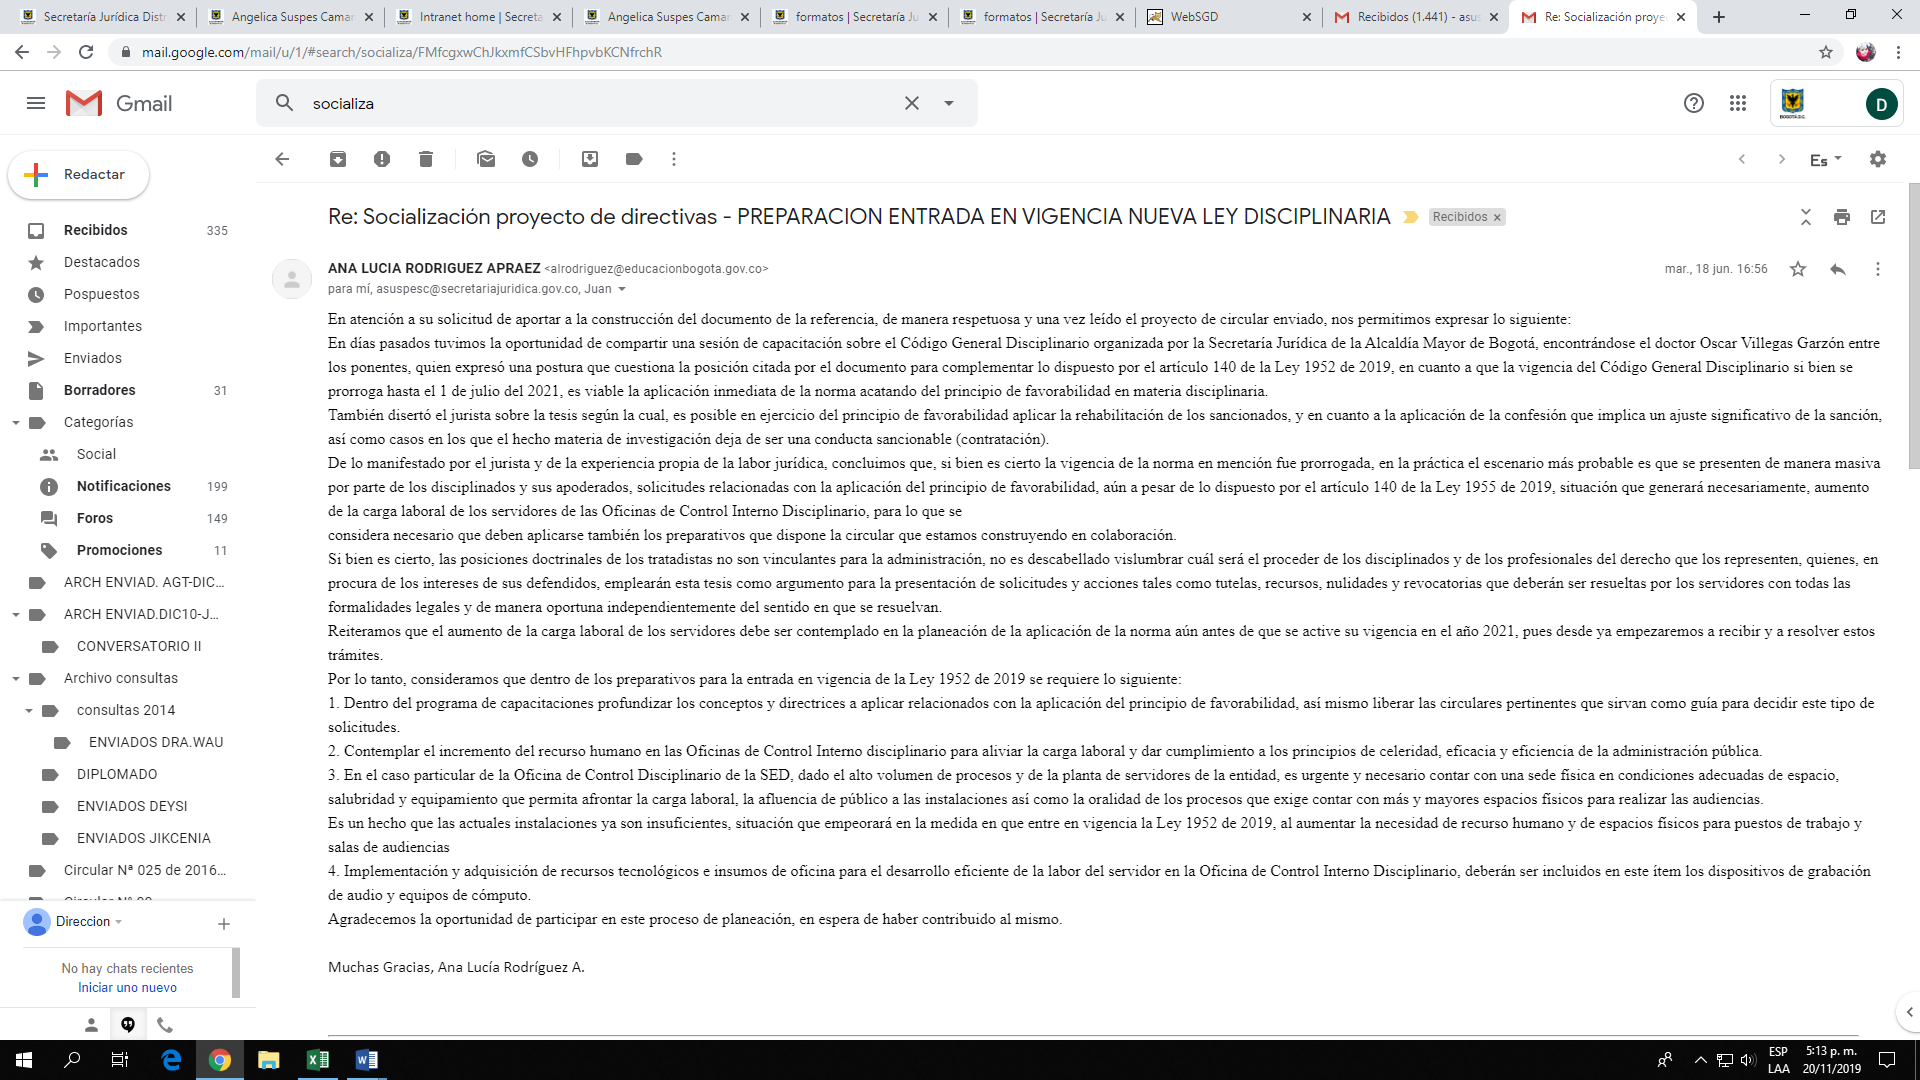 Secretaría Jurídica Distr
Angelica Suspes Camar
Intranet home | Secreta
Angelica Suspes Camar
formatos | Secretaría Ju
formatos | Secretaría Ju
WebSGD
Recibidos (1.441) - asus
Re: Socialización proye
mail.google.com/mail/u/1/#search/socializa/FMfcgxwChJkxmfCSbvHFhpvbKCNfrchR
Gmail
socializa
BOGOTÁ D.C.
D
Redactar
Es
Recibidos 335
Destacados
Pospuestos
Importantes
Enviados
Borradores 31
Categorías
Social
Notificaciones 199
Foros 149
Promociones 11
ARCH ENVIAD. AGT-DIC...
ARCH ENVIAD.DIC10-J...
CONVERSATORIO II
Archivo consultas
consultas 2014
ENVIADOS DRA.WAU
DIPLOMADO
ENVIADOS DEYSI
ENVIADOS JIKCENIA
Circular Nª 025 de 2016...
Direccion
No hay chats recientes
Iniciar uno nuevo
Re: Socialización proyecto de directivas - PREPARACION ENTRADA EN VIGENCIA NUEVA LEY DISCIPLINARIA Recibidos x
ANA LUCIA RODRIGUEZ APRAEZ <alrodriguez@educacionbogota.gov.co> mar., 18 jun. 16:56
para mí, asuspesc@secretariajuridica.gov.co, Juan
En atención a su solicitud de aportar a la construcción del documento de la referencia, de manera respetuosa y una vez leído el proyecto de circular enviado, nos permitimos expresar lo siguiente:
En días pasados tuvimos la oportunidad de compartir una sesión de capacitación sobre el Código General Disciplinario organizada por la Secretaría Jurídica de la Alcaldía Mayor de Bogotá, encontrándose el doctor Oscar Villegas Garzón entre
los ponentes, quien expresó una postura que cuestiona la posición citada por el documento para complementar lo dispuesto por el artículo 140 de la Ley 1952 de 2019, en cuanto a que la vigencia del Código General Disciplinario si bien se
prorroga hasta el 1 de julio del 2021, es viable la aplicación inmediata de la norma acatando del principio de favorabilidad en materia disciplinaria.
También disertó el jurista sobre la tesis según la cual, es posible en ejercicio del principio de favorabilidad aplicar la rehabilitación de los sancionados, y en cuanto a la aplicación de la confesión que implica un ajuste significativo de la sanción,
así como casos en los que el hecho materia de investigación deja de ser una conducta sancionable (contratación).
De lo manifestado por el jurista y de la experiencia propia de la labor jurídica, concluimos que, si bien es cierto la vigencia de la norma en mención fue prorrogada, en la práctica el escenario más probable es que se presenten de manera masiva
por parte de los disciplinados y sus apoderados, solicitudes relacionadas con la aplicación del principio de favorabilidad, aún a pesar de lo dispuesto por el artículo 140 de la Ley 1955 de 2019, situación que generará necesariamente, aumento
de la carga laboral de los servidores de las Oficinas de Control Interno Disciplinario, para lo que se
considera necesario que deben aplicarse también los preparativos que dispone la circular que estamos construyendo en colaboración.
Si bien es cierto, las posiciones doctrinales de los tratadistas no son vinculantes para la administración, no es descabellado vislumbrar cuál será el proceder de los disciplinados y de los profesionales del derecho que los representen, quienes, en
procura de los intereses de sus defendidos, emplearán esta tesis como argumento para la presentación de solicitudes y acciones tales como tutelas, recursos, nulidades y revocatorias que deberán ser resueltas por los servidores con todas las
formalidades legales y de manera oportuna independientemente del sentido en que se resuelvan.
Reiteramos que el aumento de la carga laboral de los servidores debe ser contemplado en la planeación de la aplicación de la norma aún antes de que se active su vigencia en el año 2021, pues desde ya empezaremos a recibir y a resolver estos
trámites.
Por lo tanto, consideramos que dentro de los preparativos para la entrada en vigencia de la Ley 1952 de 2019 se requiere lo siguiente:
1. Dentro del programa de capacitaciones profundizar los conceptos y directrices a aplicar relacionados con la aplicación del principio de favorabilidad, así mismo liberar las circulares pertinentes que sirvan como guía para decidir este tipo de
solicitudes.
2. Contemplar el incremento del recurso humano en las Oficinas de Control Interno disciplinario para aliviar la carga laboral y dar cumplimiento a los principios de celeridad, eficacia y eficiencia de la administración pública.
3. En el caso particular de la Oficina de Control Disciplinario de la SED, dado el alto volumen de procesos y de la planta de servidores de la entidad, es urgente y necesario contar con una sede física en condiciones adecuadas de espacio,
salubridad y equipamiento que permita afrontar la carga laboral, la afluencia de público a las instalaciones así como la oralidad de los procesos que exige contar con más y mayores espacios físicos para realizar las audiencias.
Es un hecho que las actuales instalaciones ya son insuficientes, situación que empeorará en la medida en que entre en vigencia la Ley 1952 de 2019, al aumentar la necesidad de recurso humano y de espacios físicos para puestos de trabajo y
salas de audiencias
4. Implementación y adquisición de recursos tecnológicos e insumos de oficina para el desarrollo eficiente de la labor del servidor en la Oficina de Control Interno Disciplinario, deberán ser incluidos en este ítem los dispositivos de grabación
de audio y equipos de cómputo.
Agradecemos la oportunidad de participar en este proceso de planeación, en espera de haber contribuido al mismo.
Muchas Gracias, Ana Lucía Rodríguez A.
ESP
LAA
5:13 p. m.
20/11/2019